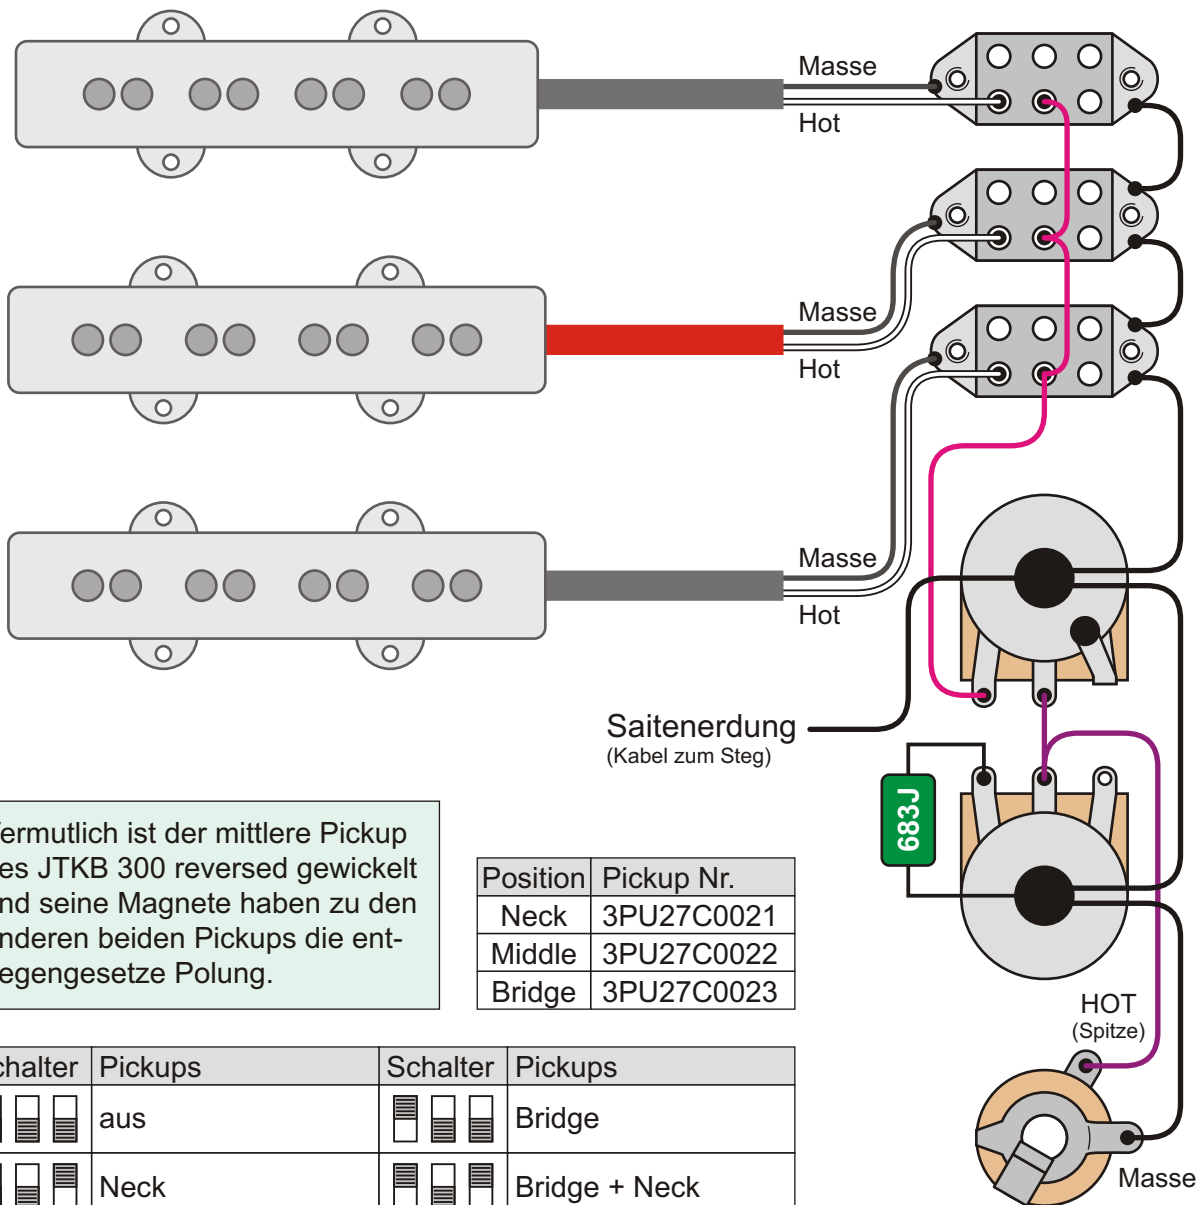 Masse
Hot
Masse
Hot
Masse
Hot
Saitenerdung
(Kabel zum Steg)
683J
ermutlich ist der mittlere Pickup
es JTKB 300 reversed gewickelt
nd seine Magnete haben zu den
nderen beiden Pickups die ent-
egengesetze Polung.
Position Pickup Nr.
Neck 3PU27C0021
Middle 3PU27C0022
Bridge 3PU27C0023
HOT
(Spitze)
Masse
chalter Pickups Schalter Pickups
aus Bridge
Neck Bridge + Neck